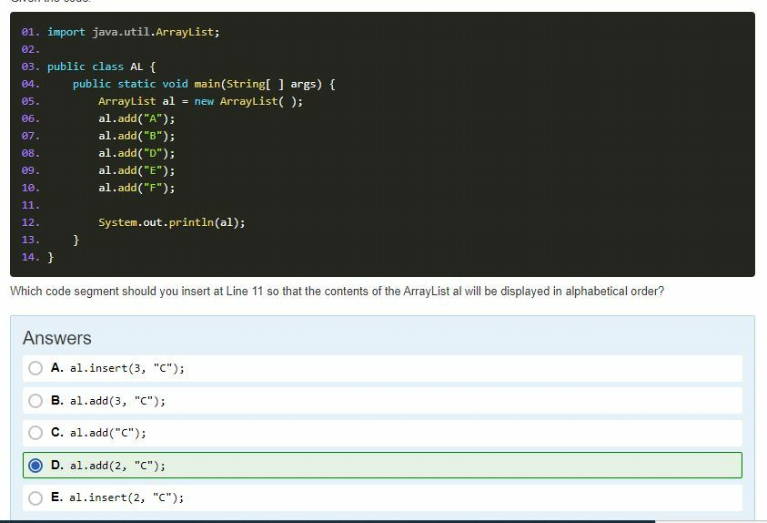 Given the code:
01. import java.util.ArrayList;
02.
03. public class AL {
04. public static void main(String[ ] args) {
05. ArrayList al = new ArrayList( );
06. al.add("A");
07. al.add("B");
08. al.add("D");
09. al.add("E");
10. al.add("F");
11.
12. System.out.println(al);
13. }
14. }
Which code segment should you insert at Line 11 so that the contents of the ArrayList al will be displayed in alphabetical order?
Answers
A. al.insert(3, "C");
B. al.add(3, "C");
C. al.add("C");
D. al.add(2, "C");
E. al.insert(2, "C");